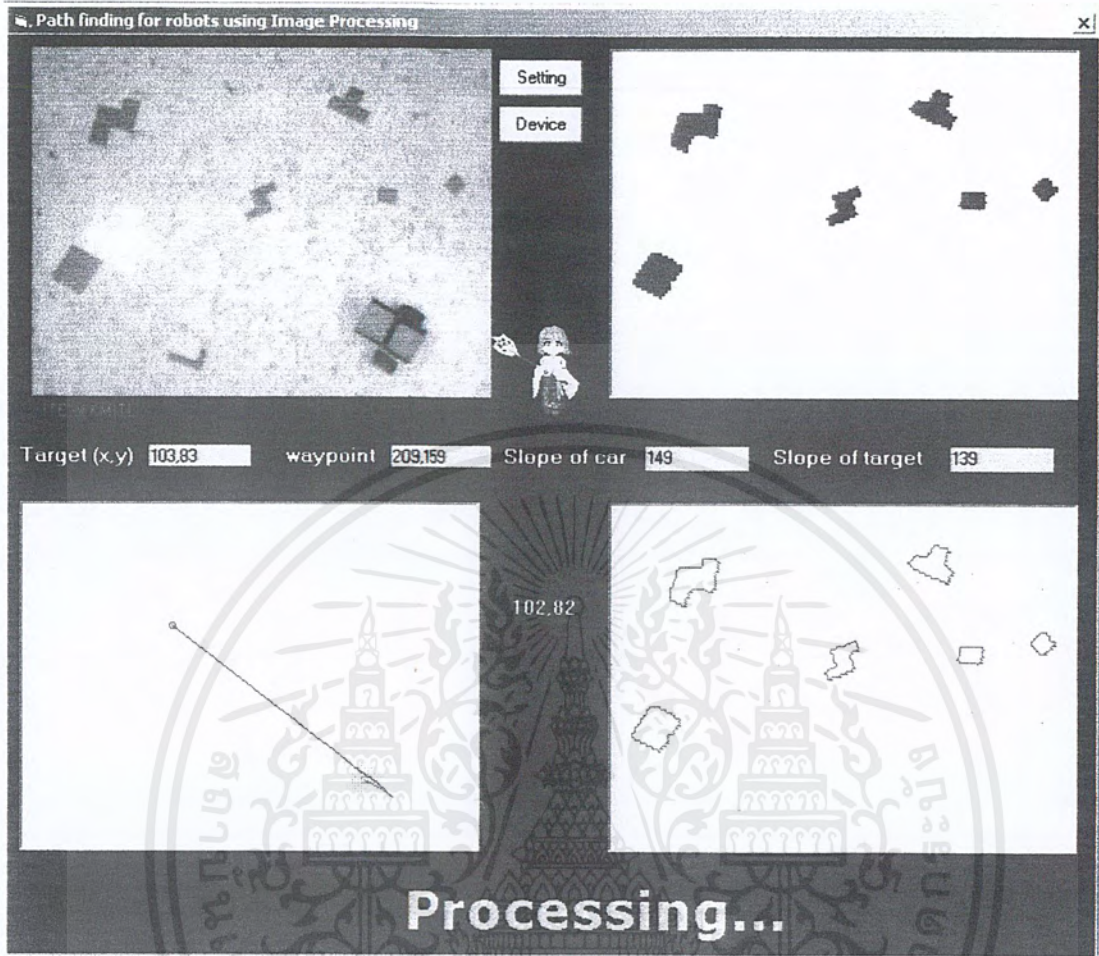 Path finding for robots using Image Processing
Setting
Device
Target (x,y) 103,83 waypoint 209,159 Slope of car 149 Slope of target 139
102,82
Processing...